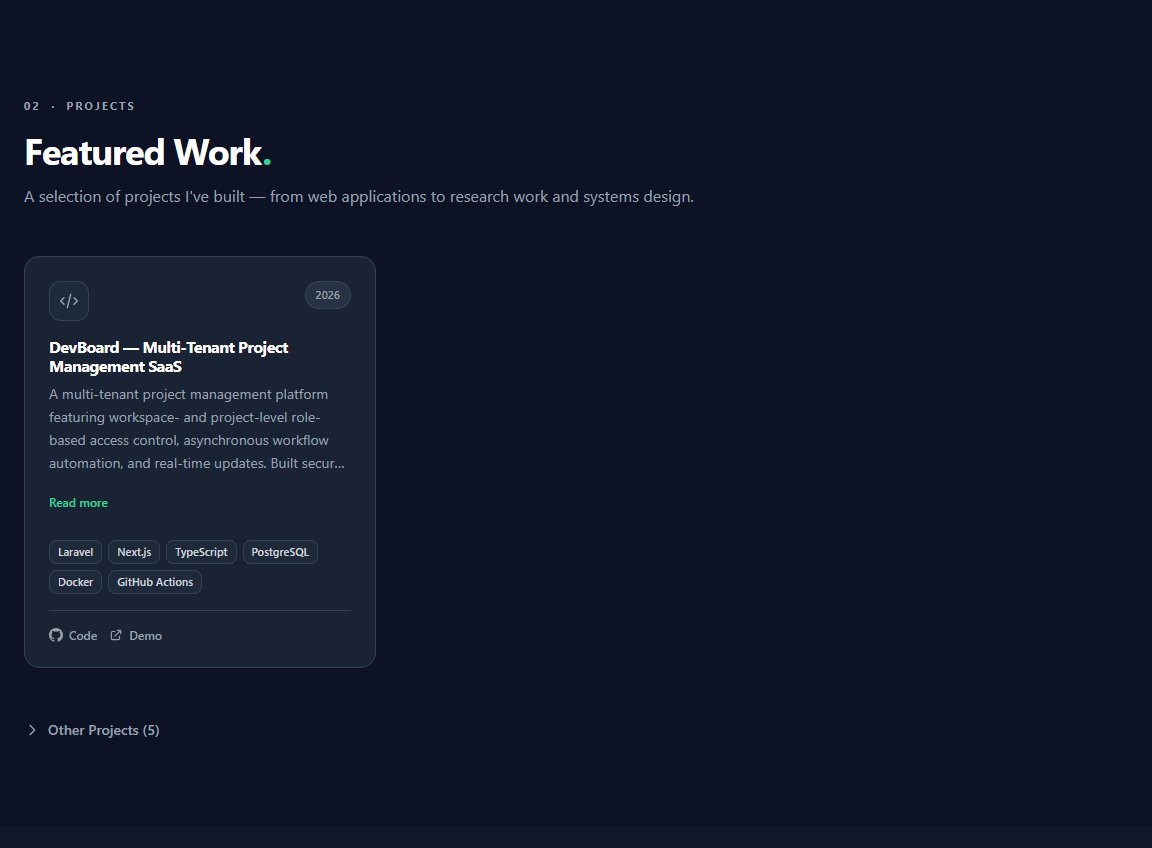 02 · PROJECTS
Featured Work.
A selection of projects I've built — from web applications to research work and systems design.
2026
DevBoard — Multi-Tenant Project
Management SaaS
A multi-tenant project management platform
featuring workspace- and project-level role-
based access control, asynchronous workflow
automation, and real-time updates. Built secur...
Read more
Laravel Next.js TypeScript PostgreSQL
Docker GitHub Actions
Code Demo
Other Projects (5)